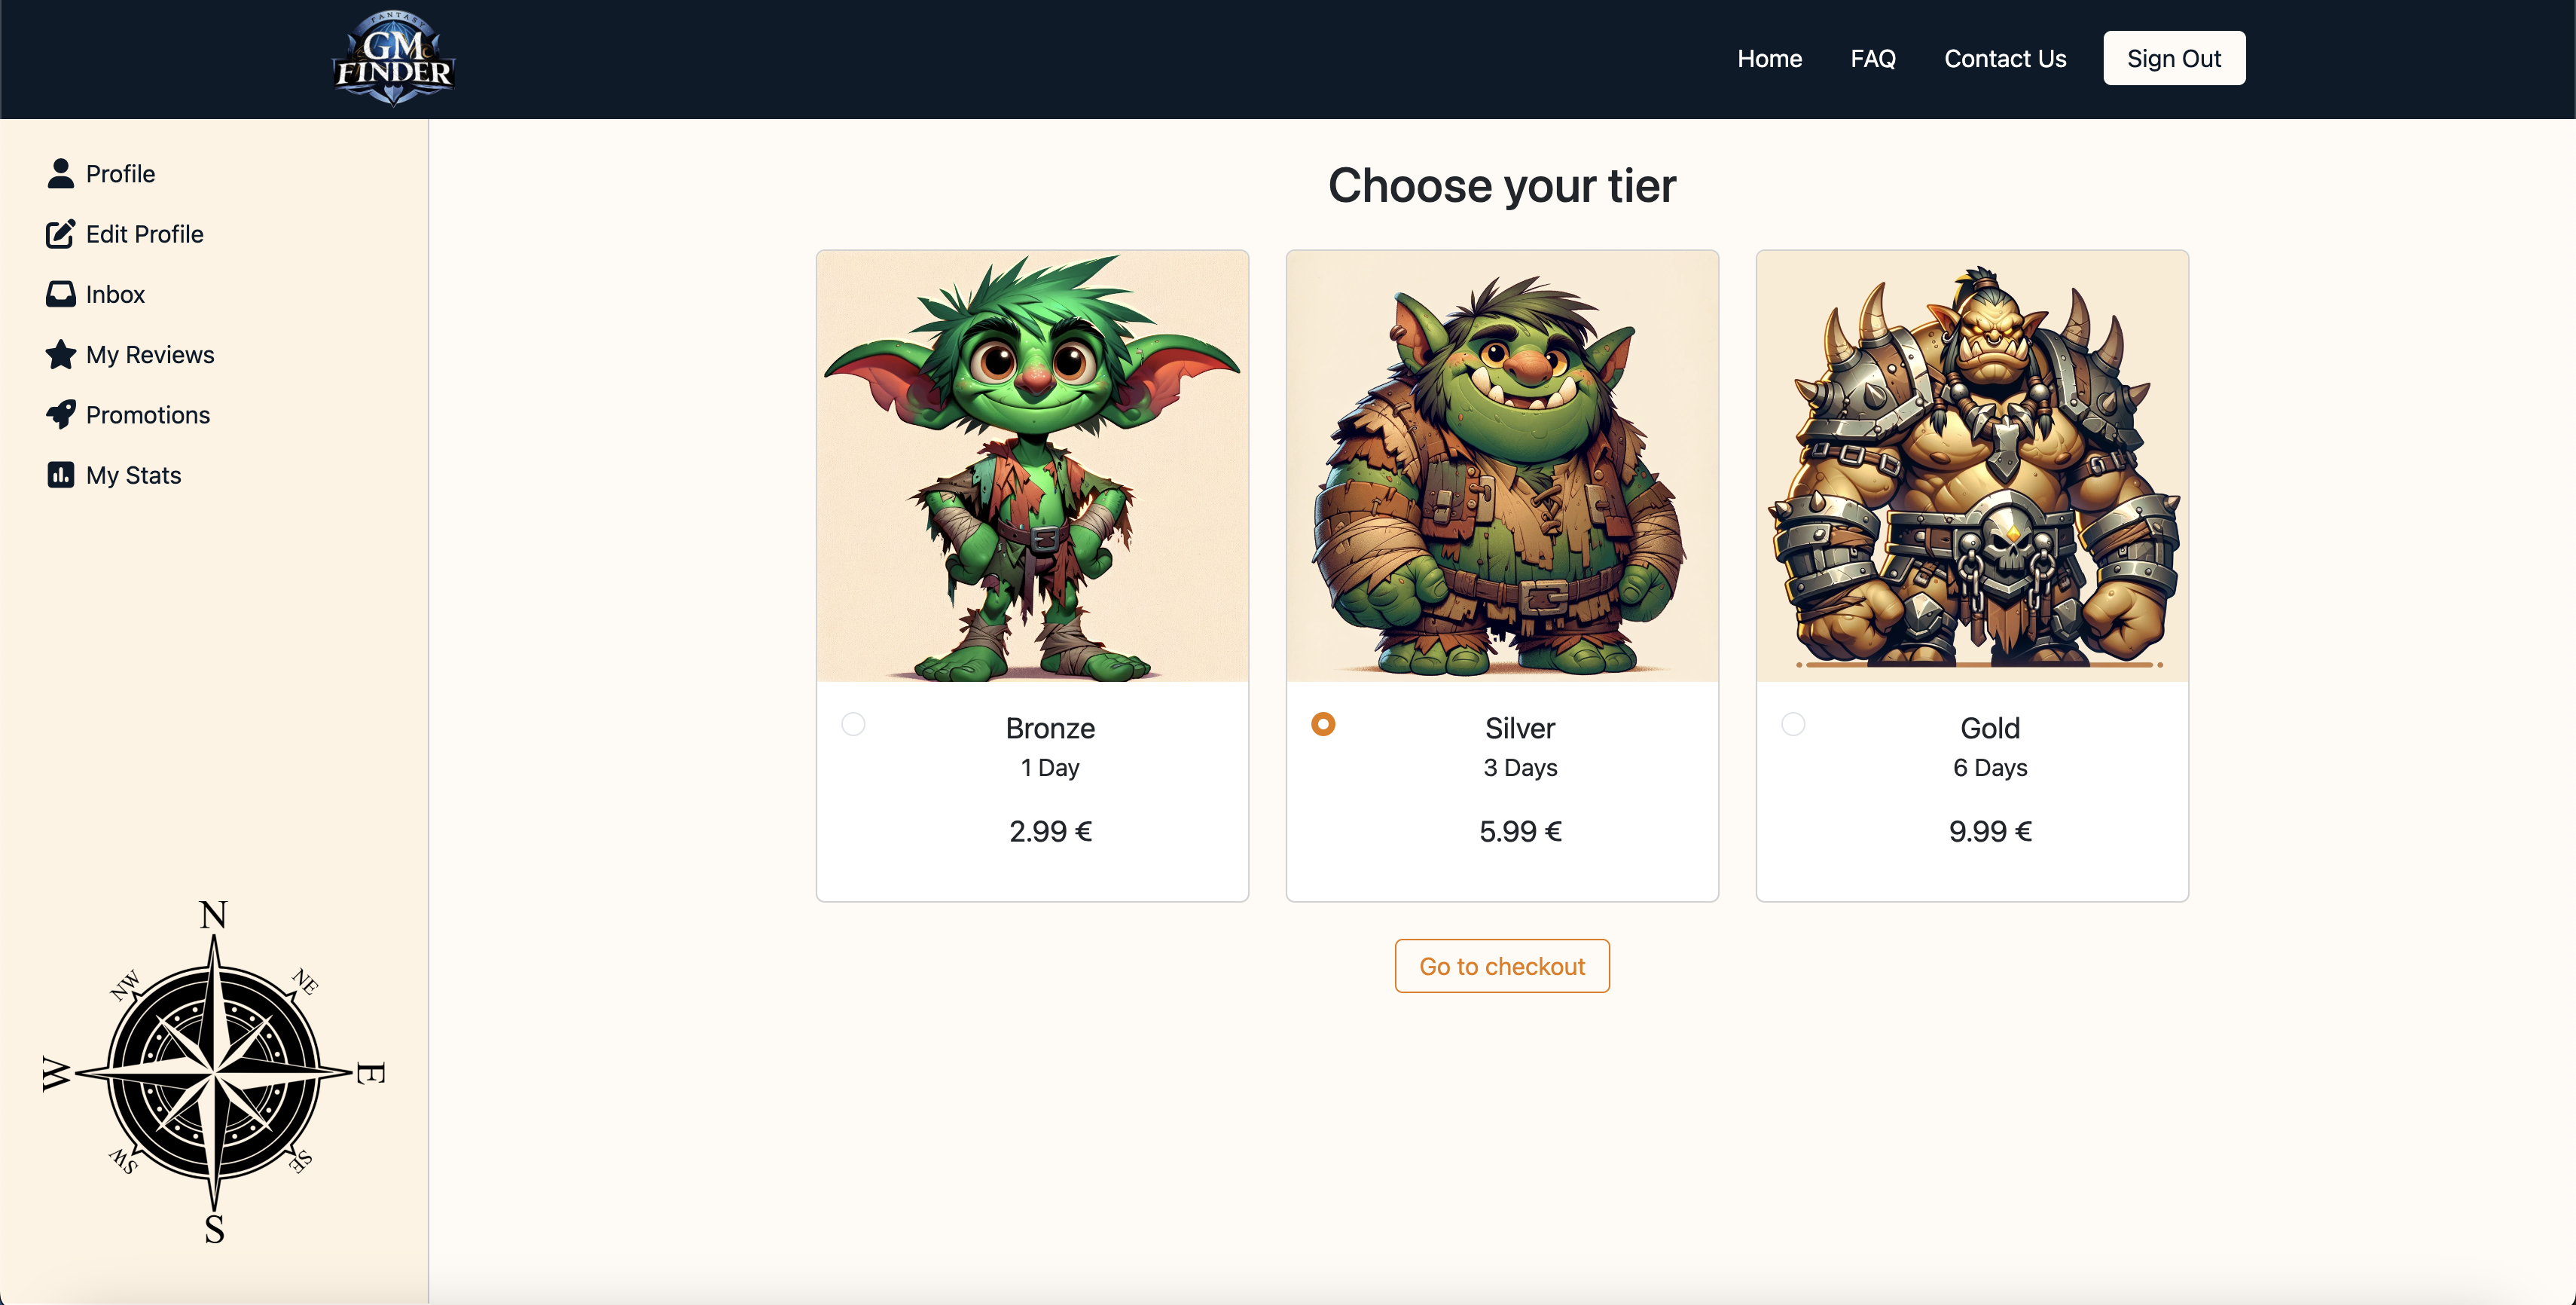 FANTASY
GM
FINDER
Home
FAQ
Contact Us
Sign Out
Profile
Edit Profile
Inbox
My Reviews
Promotions
My Stats
N
NE
E
SE
S
SW
W
NW
Choose your tier
Bronze
1 Day
2.99 €
Silver
3 Days
5.99 €
Gold
6 Days
9.99 €
Go to checkout